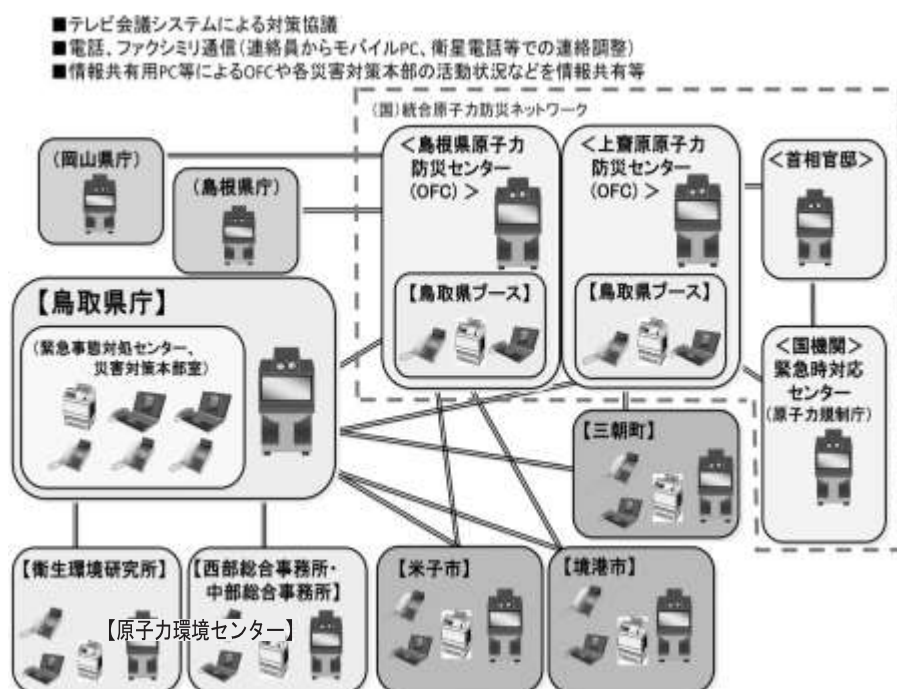 ■テレビ会議システムによる対策協議
■電話、ファクシミリ通信(連絡員からモバイルPC、衛星電話等での連絡調整)
■情報共有用PC等によるOFCや各災害対策本部の活動状況などを情報共有等
(国)統合原子力防災ネットワーク
(岡山県庁)
(島根県庁)
<島根県原子力
防災センター
(OFC) >
【鳥取県ブース】
<上齋原原子力
防災センター
(OFC) >
【鳥取県ブース】
<首相官邸>
<国機関>
緊急時対応
センター
(原子力規制庁)
【鳥取県庁】
(緊急事態対処センター、
災害対策本部室)
【三朝町】
【衛生環境研究所】
【西部総合事務所・
中部総合事務所】
【原子力環境センター】
【米子市】
【境港市】